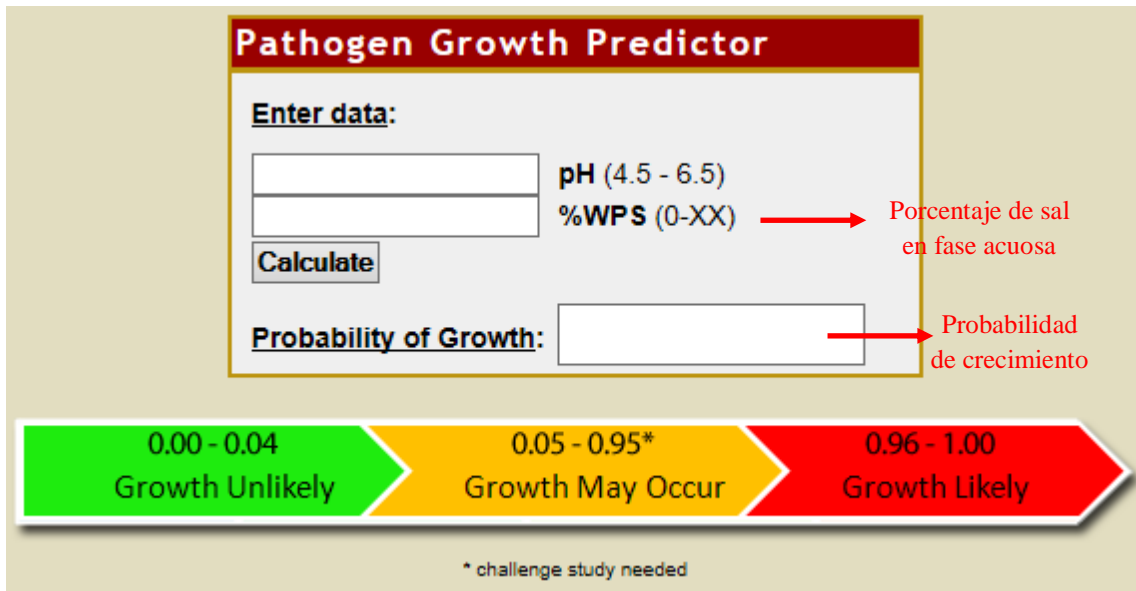 Pathogen Growth Predictor
Enter data:
pH (4.5 - 6.5)
%WPS (0-XX)
Porcentaje de sal
en fase acuosa
Calculate
Probability of Growth:
Probabilidad
de crecimiento
0.00 - 0.04
Growth Unlikely
0.05 - 0.95*
Growth May Occur
0.96 - 1.00
Growth Likely
* challenge study needed